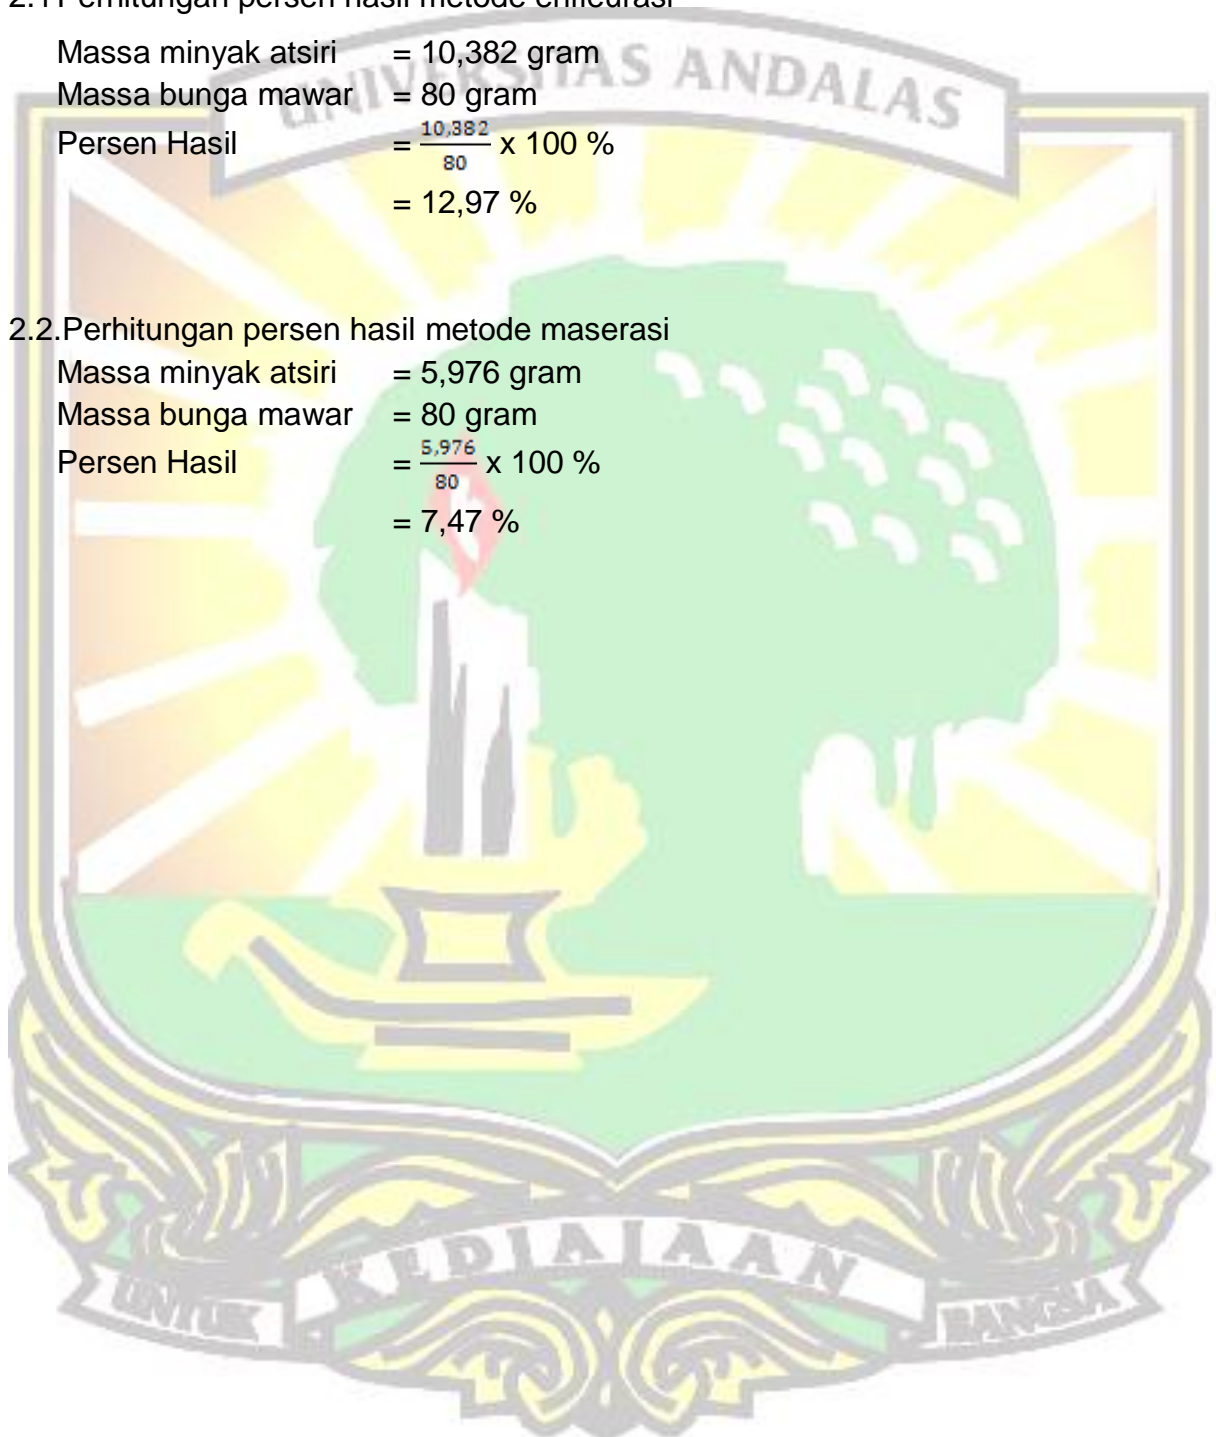 2.1 Perhitungan persen hasil metode enfleurasi
Massa minyak atsiri = 10,382 gram
Massa bunga mawar = 80 gram
Persen Hasil = 10,382/80 x 100 %
= 12,97 %
2.2.Perhitungan persen hasil metode maserasi
Massa minyak atsiri = 5,976 gram
Massa bunga mawar = 80 gram
Persen Hasil = 5,976/80 x 100 %
= 7,47 %
UNIVERSITAS ANDALAS
UNTUK KEDJAJAAN BANGSA